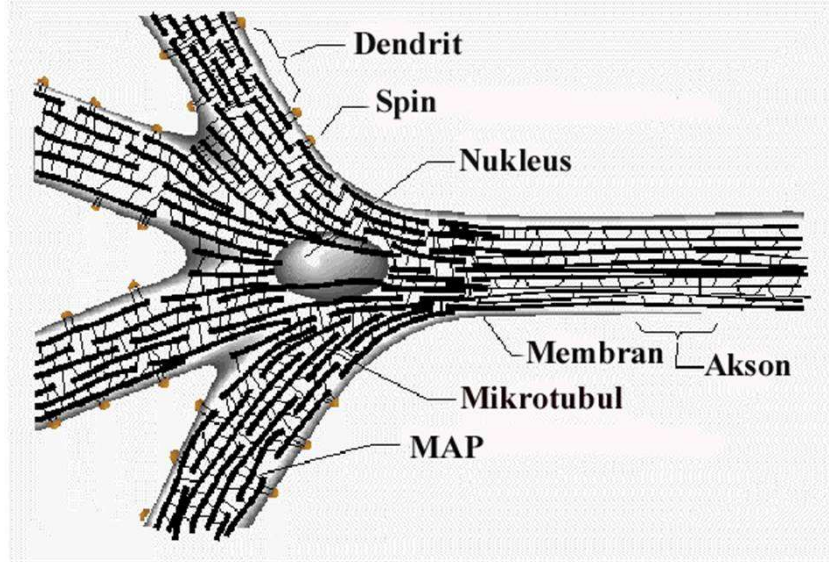 Dendrit
Spin
Nukleus
Membran
Akson
Mikrotubul
MAP